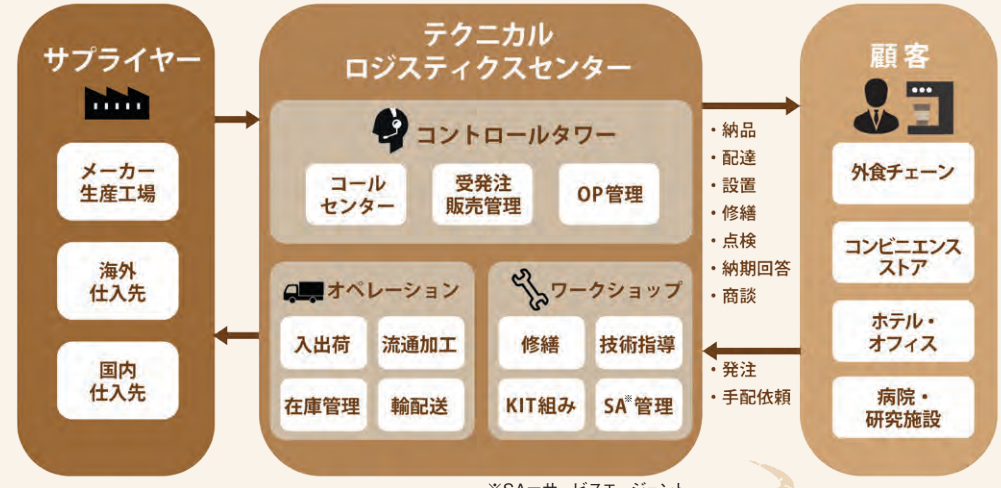 サプライヤー
メーカー
生産工場
海外
仕入先
国内
仕入先
テクニカル
ロジスティクスセンター
コントロールタワー
コール
センター
受発注
販売管理
OP管理
オペレーション
入出荷
流通加工
在庫管理
輸配送
ワークショップ
修繕
技術指導
KIT組み
SA※管理
・納品
・配達
・設置
・修繕
・点検
・納期回答
・商談
・発注
・手配依頼
顧客
外食チェーン
コンビニエンス
ストア
ホテル・
オフィス
病院・
研究施設